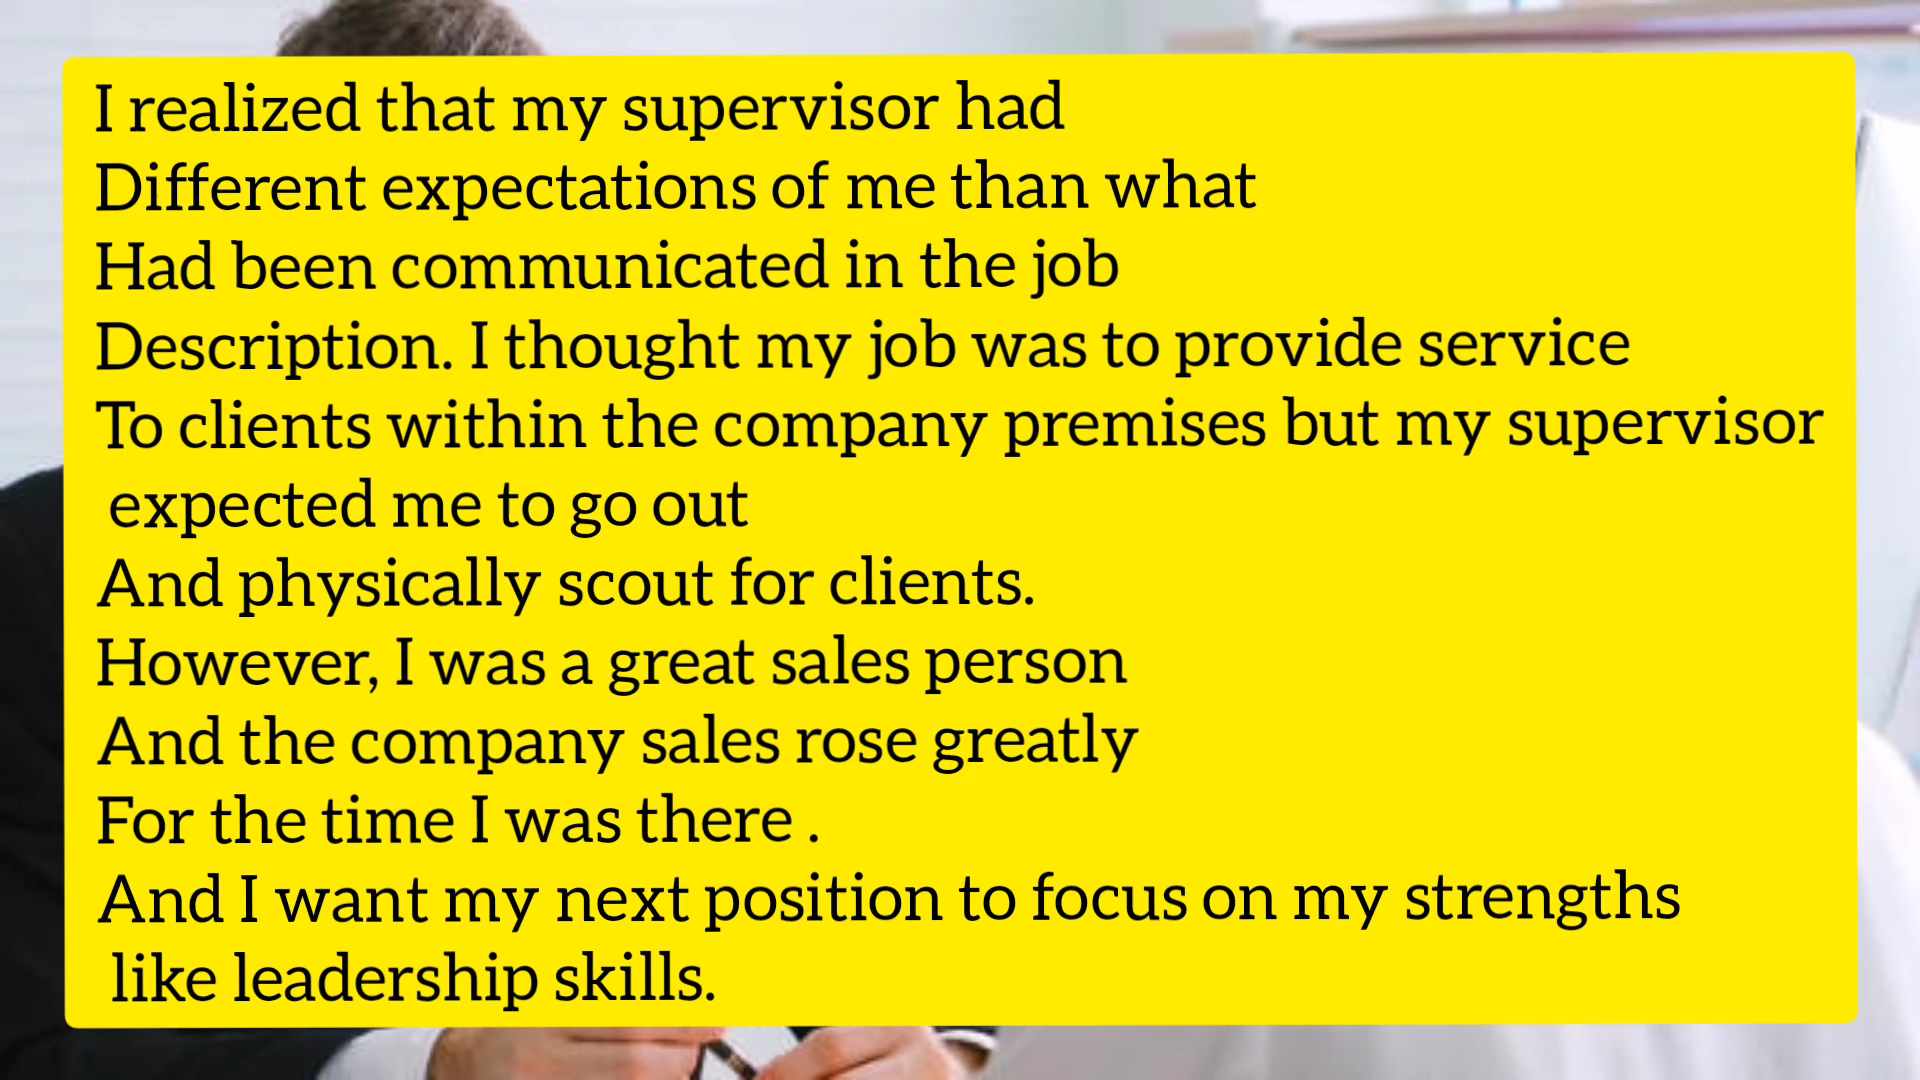 I realized that my supervisor had
Different expectations of me than what
Had been communicated in the job
Description. I thought my job was to provide service
To clients within the company premises but my supervisor
expected me to go out
And physically scout for clients.
However, I was a great sales person
And the company sales rose greatly
For the time I was there .
And I want my next position to focus on my strengths
like leadership skills.